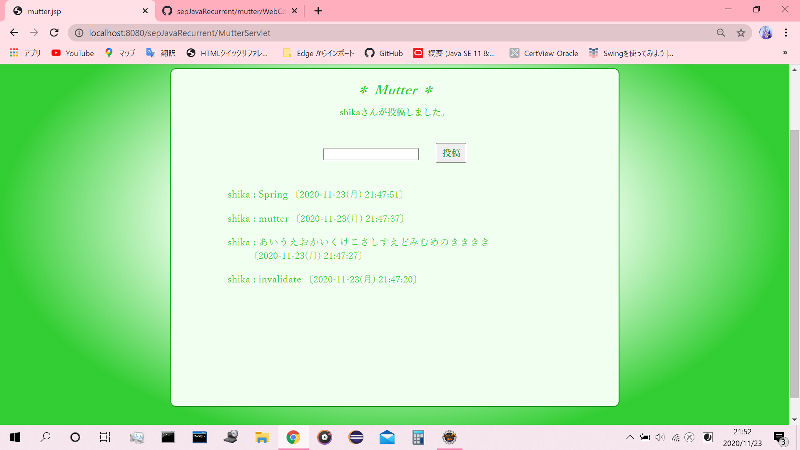 mutter.jsp
sepJavaRecurrent/mutter/WebC
localhost:8080/sepJavaRecurrent/MutterServlet
アプリ YouTube マップ 翻訳 HTMLクイックリファレ... Edge からインポート GitHub 概要 (Java SE 11 &... CertView-Oracle Swingを使ってみよう |...
* Mutter *
shikaさんが投稿しました。
投稿
shika : Spring 〔2020-11-23(月) 21:47:51〕
shika : mutter 〔2020-11-23(月) 21:47:37〕
shika : あいうえおかいくけこさしすえどみむめのきききき
〔2020-11-23(月) 21:47:27〕
shika : invalidate 〔2020-11-23(月) 21:47:20〕
21:52
2020/11/23
3